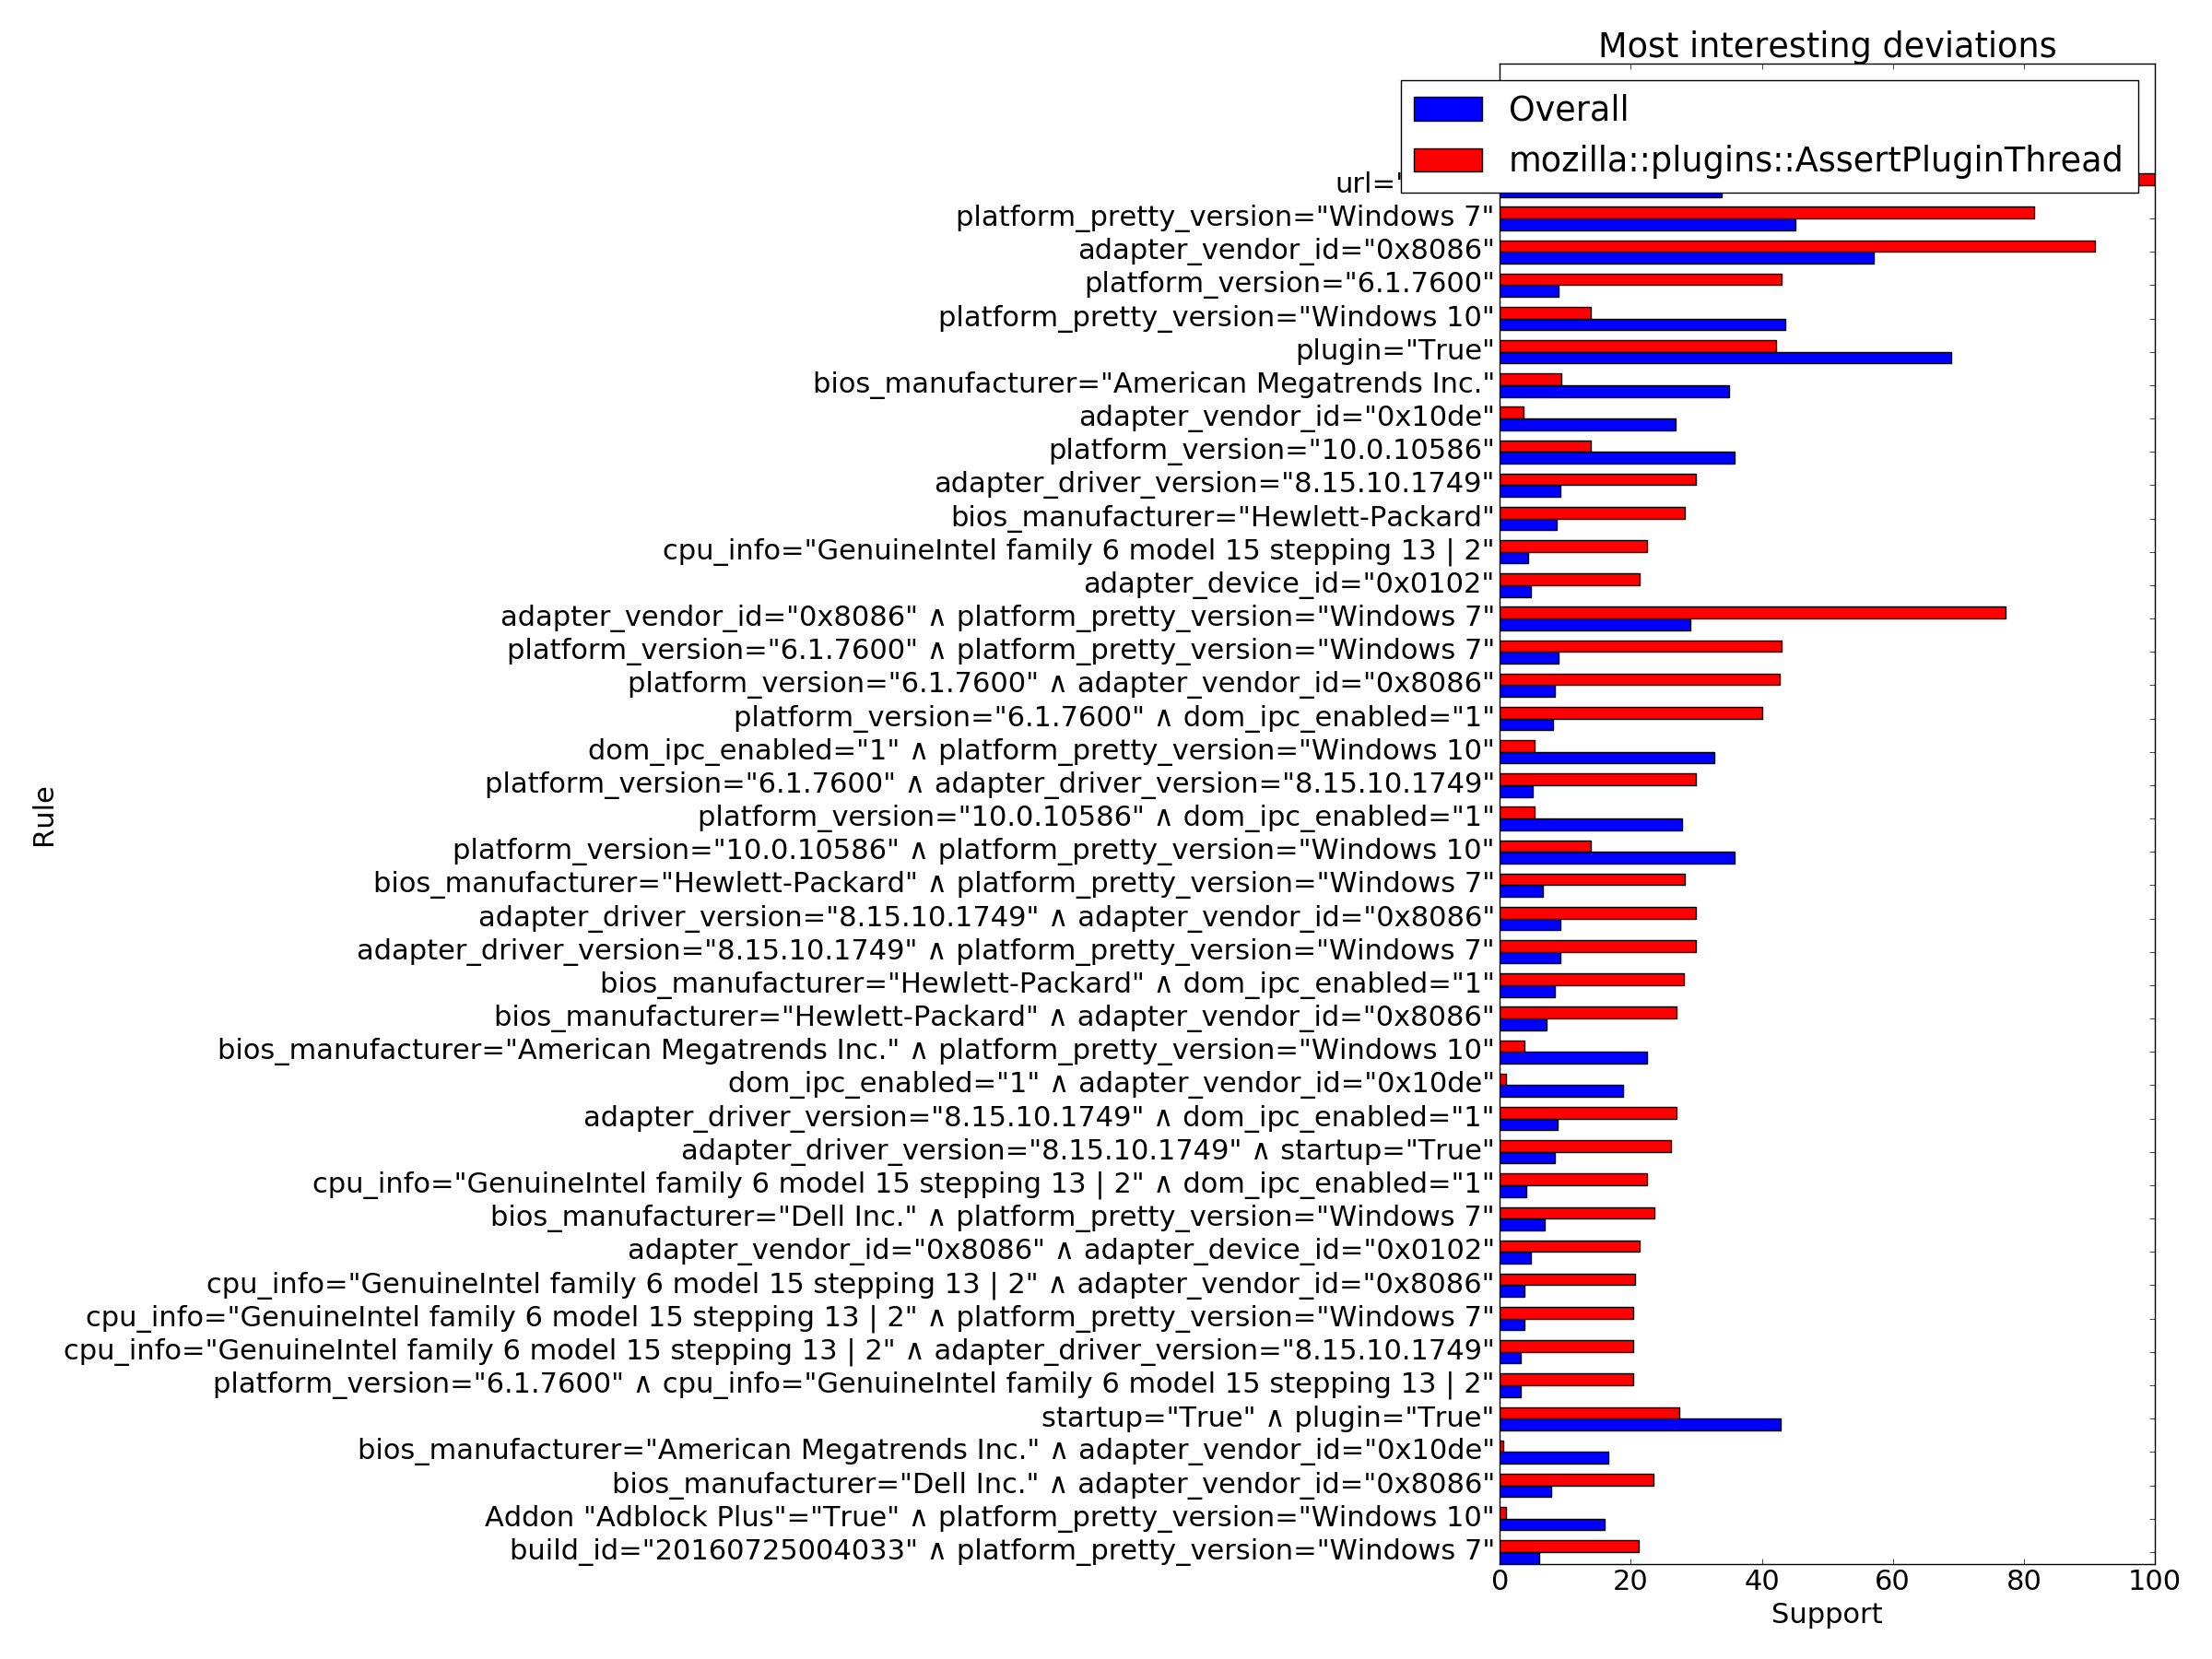 Most interesting deviations
Overall
mozilla::plugins::AssertPluginThread
url="
platform_pretty_version="Windows 7"
adapter_vendor_id="0x8086"
platform_version="6.1.7600"
platform_pretty_version="Windows 10"
plugin="True"
bios_manufacturer="American Megatrends Inc."
adapter_vendor_id="0x10de"
platform_version="10.0.10586"
adapter_driver_version="8.15.10.1749"
bios_manufacturer="Hewlett-Packard"
cpu_info="GenuineIntel family 6 model 15 stepping 13 | 2"
adapter_device_id="0x0102"
adapter_vendor_id="0x8086" ∧ platform_pretty_version="Windows 7"
platform_version="6.1.7600" ∧ platform_pretty_version="Windows 7"
platform_version="6.1.7600" ∧ adapter_vendor_id="0x8086"
platform_version="6.1.7600" ∧ dom_ipc_enabled="1"
dom_ipc_enabled="1" ∧ platform_pretty_version="Windows 10"
platform_version="6.1.7600" ∧ adapter_driver_version="8.15.10.1749"
platform_version="10.0.10586" ∧ dom_ipc_enabled="1"
platform_version="10.0.10586" ∧ platform_pretty_version="Windows 10"
bios_manufacturer="Hewlett-Packard" ∧ platform_pretty_version="Windows 7"
adapter_driver_version="8.15.10.1749" ∧ adapter_vendor_id="0x8086"
adapter_driver_version="8.15.10.1749" ∧ platform_pretty_version="Windows 7"
bios_manufacturer="Hewlett-Packard" ∧ dom_ipc_enabled="1"
bios_manufacturer="Hewlett-Packard" ∧ adapter_vendor_id="0x8086"
bios_manufacturer="American Megatrends Inc." ∧ platform_pretty_version="Windows 10"
dom_ipc_enabled="1" ∧ adapter_vendor_id="0x10de"
adapter_driver_version="8.15.10.1749" ∧ dom_ipc_enabled="1"
adapter_driver_version="8.15.10.1749" ∧ startup="True"
cpu_info="GenuineIntel family 6 model 15 stepping 13 | 2" ∧ dom_ipc_enabled="1"
bios_manufacturer="Dell Inc." ∧ platform_pretty_version="Windows 7"
adapter_vendor_id="0x8086" ∧ adapter_device_id="0x0102"
cpu_info="GenuineIntel family 6 model 15 stepping 13 | 2" ∧ adapter_vendor_id="0x8086"
cpu_info="GenuineIntel family 6 model 15 stepping 13 | 2" ∧ platform_pretty_version="Windows 7"
cpu_info="GenuineIntel family 6 model 15 stepping 13 | 2" ∧ adapter_driver_version="8.15.10.1749"
platform_version="6.1.7600" ∧ cpu_info="GenuineIntel family 6 model 15 stepping 13 | 2"
startup="True" ∧ plugin="True"
bios_manufacturer="American Megatrends Inc." ∧ adapter_vendor_id="0x10de"
bios_manufacturer="Dell Inc." ∧ adapter_vendor_id="0x8086"
Addon "Adblock Plus"="True" ∧ platform_pretty_version="Windows 10"
build_id="20160725004033" ∧ platform_pretty_version="Windows 7"
Rule
0 20 40 60 80 100
Support